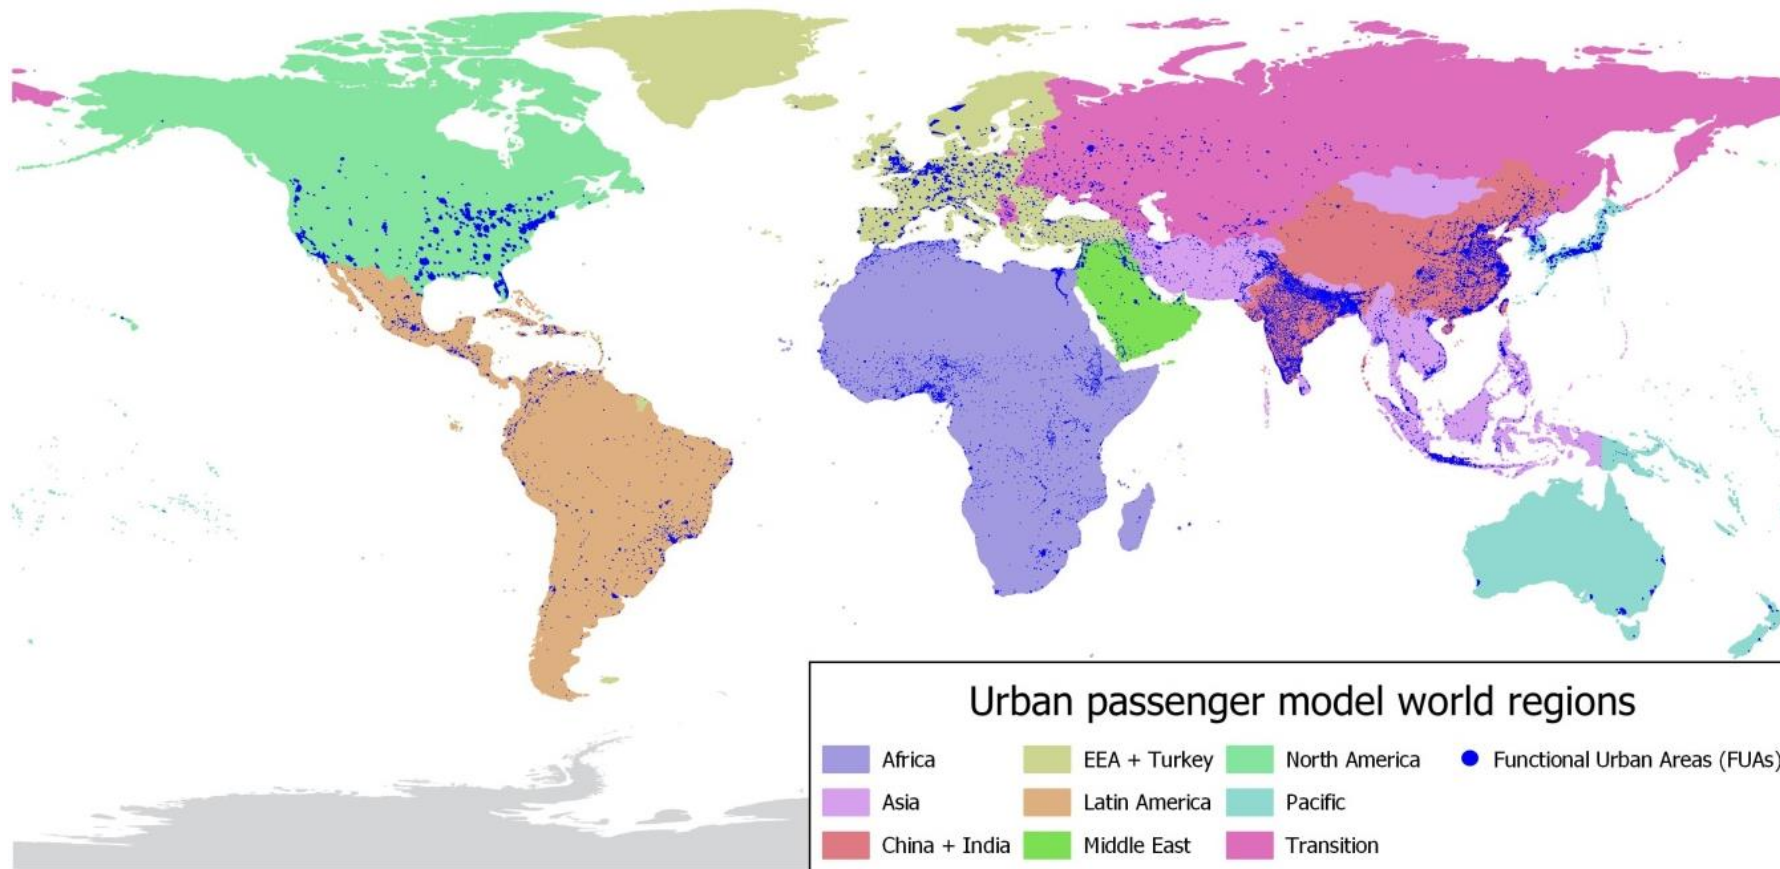 Urban passenger model world regions
Africa
EEA + Turkey
North America
Functional Urban Areas (FUAs)
Asia
Latin America
Pacific
China + India
Middle East
Transition